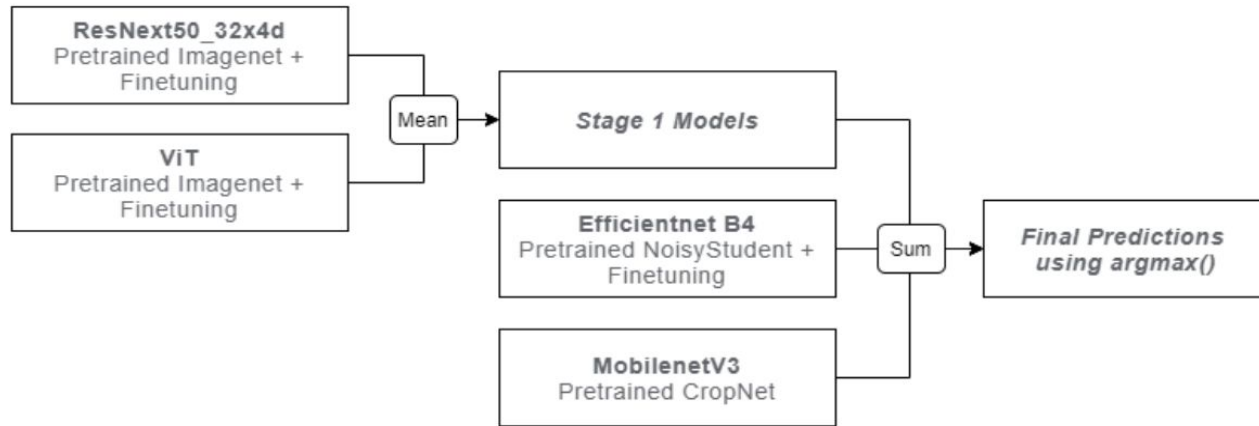 ResNext50_32x4d
Pretrained Imagenet +
Finetuning
ViT
Pretrained Imagenet +
Finetuning
Mean
Stage 1 Models
Efficientnet B4
Pretrained NoisyStudent +
Finetuning
MobilenetV3
Pretrained CropNet
Sum
Final Predictions
using argmax()